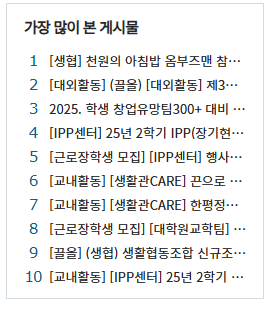 가장 많이 본 게시물
1 [생협] 천원의 아침밥 옴부즈맨 참…
2 [대외활동] (끌올) [대외활동] 제3…
3 2025. 학생 창업유망팀300+ 대비 …
4 [IPP센터] 25년 2학기 IPP(장기현…
5 [근로장학생 모집] [IPP센터] 행사…
6 [교내활동] [생활관CARE] 끈으로 …
7 [교내활동] [생활관CARE] 한평정…
8 [근로장학생 모집] [대학원교학팀] …
9 [끌올] (생협) 생활협동조합 신규조…
10 [교내활동] [IPP센터] 25년 2학기 …